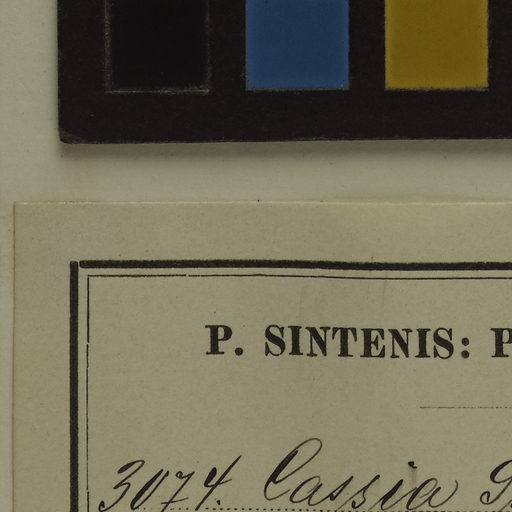 P. SINTENIS: P
3074. Cassia